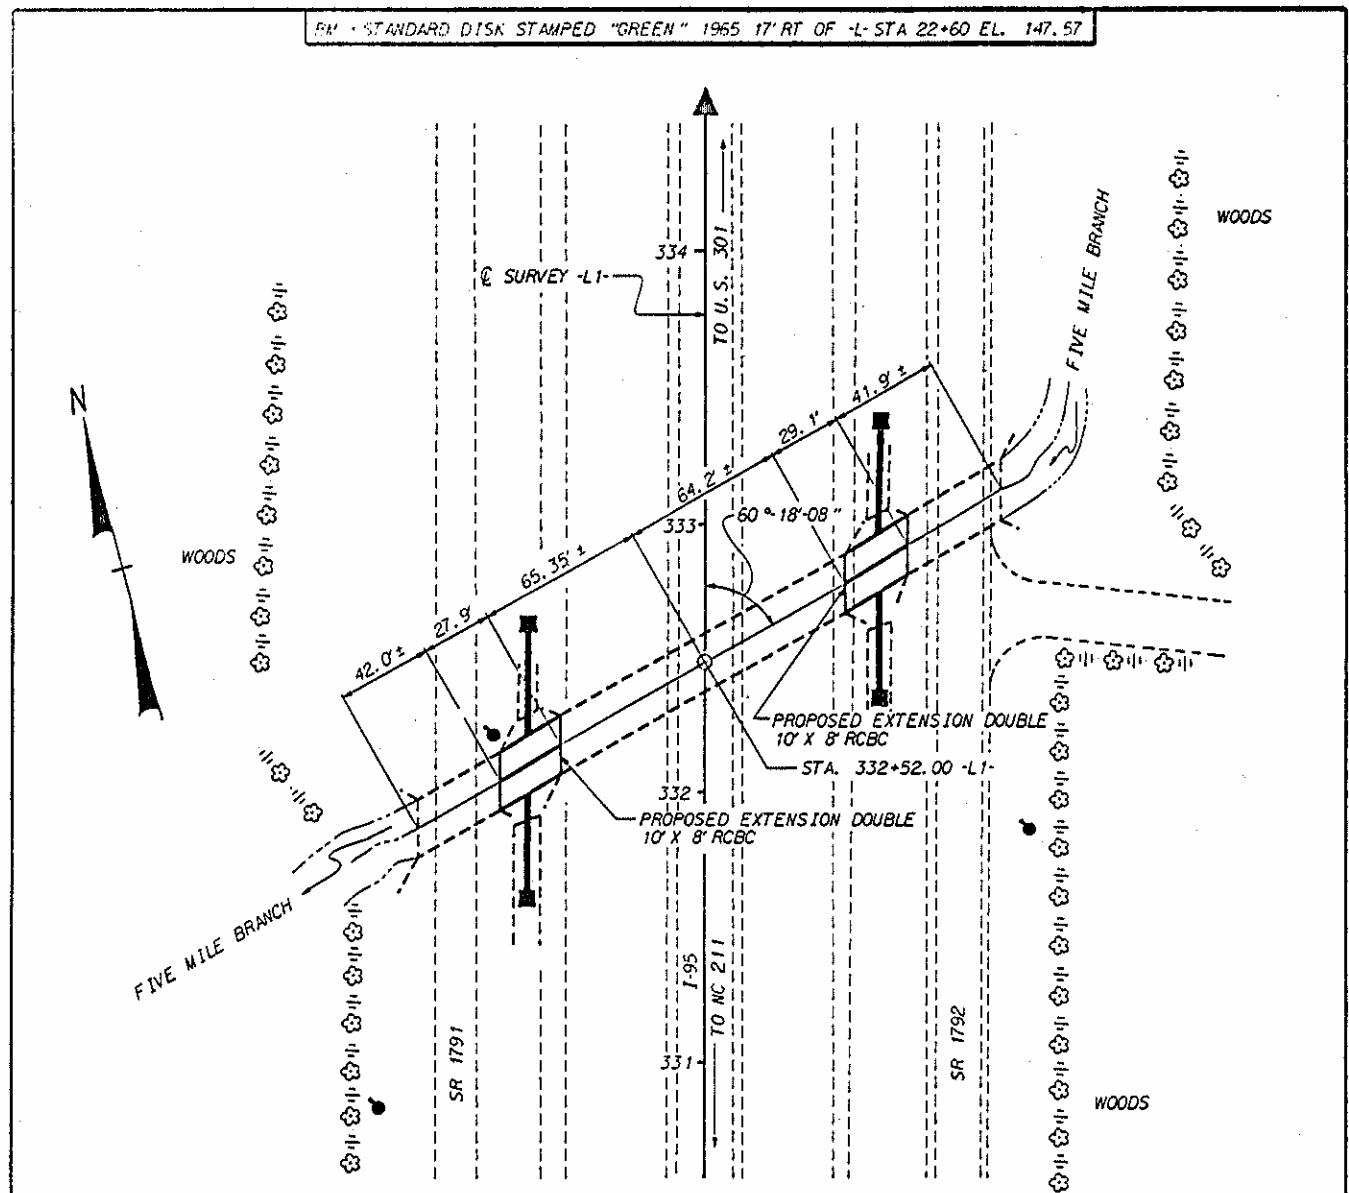 BM - STANDARD DISK STAMPED "GREEN" 1965 17' RT OF -L- STA 22+60 EL. 147.57
WOODS
FIVE MILE BRANCH
334
TO U.S. 301
℄ SURVEY -L1-
41.9' ±
29.1'
64.2' ±
N
60°-18'-08"
333
WOODS
65.35' ±
27.9'
42.0' ±
PROPOSED EXTENSION DOUBLE
10' X 8' RCBC
STA. 332+52.00 -L1-
332
PROPOSED EXTENSION DOUBLE
10' X 8' RCBC
FIVE MILE BRANCH
I-95
TO NC 211
SR 1791
SR 1792
331
WOODS